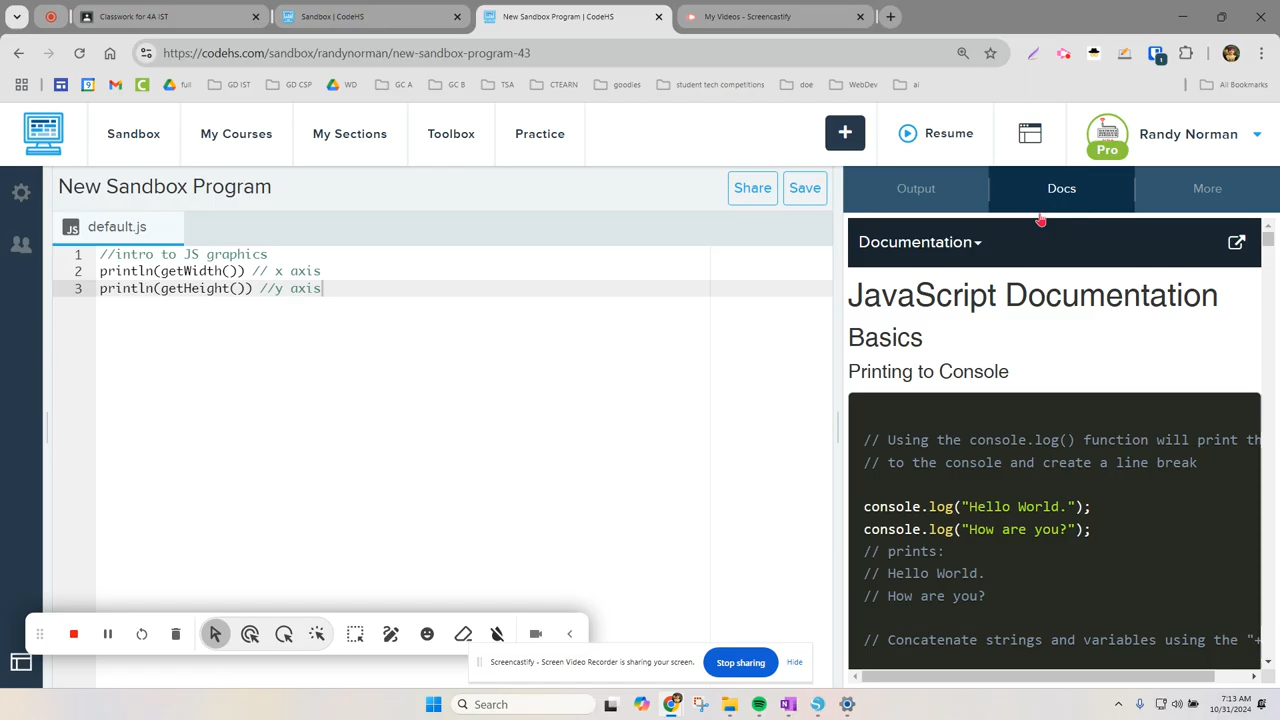 Classwork for 4A IST
Sandbox | CodeHS
New Sandbox Program | CodeHS
My Videos - Screencastify
https://codehs.com/sandbox/randynorman/new-sandbox-program-43
full
GD IST
GD CSP
WD
GC A
GC B
TSA
CTEARN
goodies
student tech competitions
doe
WebDev
ai
All Bookmarks
Sandbox
My Courses
My Sections
Toolbox
Practice
+
Resume
Pro
Randy Norman
New Sandbox Program
Share
Save
Output
Docs
More
JS default.js
1 //intro to JS graphics
2 println(getWidth()) // x axis
3 println(getHeight()) //y axis
Documentation
JavaScript Documentation
Basics
Printing to Console
// Using the console.log() function will print th
// to the console and create a line break
console.log("Hello World.");
console.log("How are you?");
// prints:
// Hello World.
// How are you?
// Concatenate strings and variables using the "+
Screencastify - Screen Video Recorder is sharing your screen.
Stop sharing
Hide
Search
7:13 AM
10/31/2024